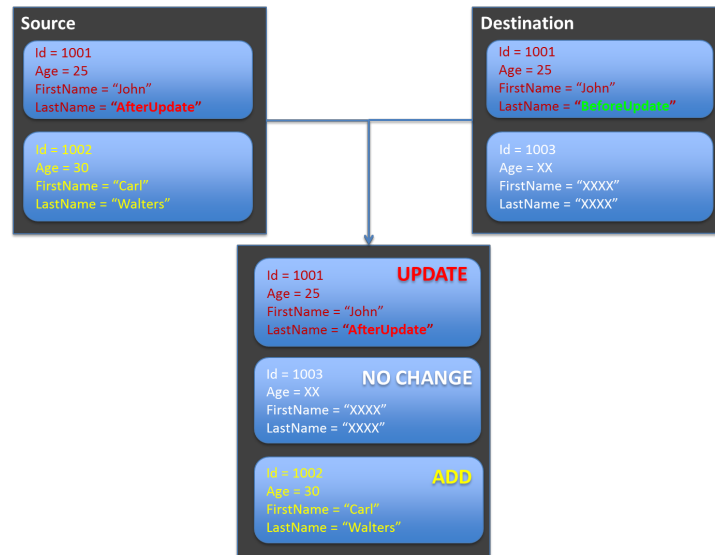 Source
Id = 1001
Age = 25
FirstName = “John”
LastName = “AfterUpdate”
Id = 1002
Age = 30
FirstName = “Carl”
LastName = “Walters”
Destination
Id = 1001
Age = 25
FirstName = “John”
LastName = “BeforeUpdate”
Id = 1003
Age = XX
FirstName = “XXXX”
LastName = “XXXX”
UPDATE
Id = 1001
Age = 25
FirstName = “John”
LastName = “AfterUpdate”
NO CHANGE
Id = 1003
Age = XX
FirstName = “XXXX”
LastName = “XXXX”
ADD
Id = 1002
Age = 30
FirstName = “Carl”
LastName = “Walters”